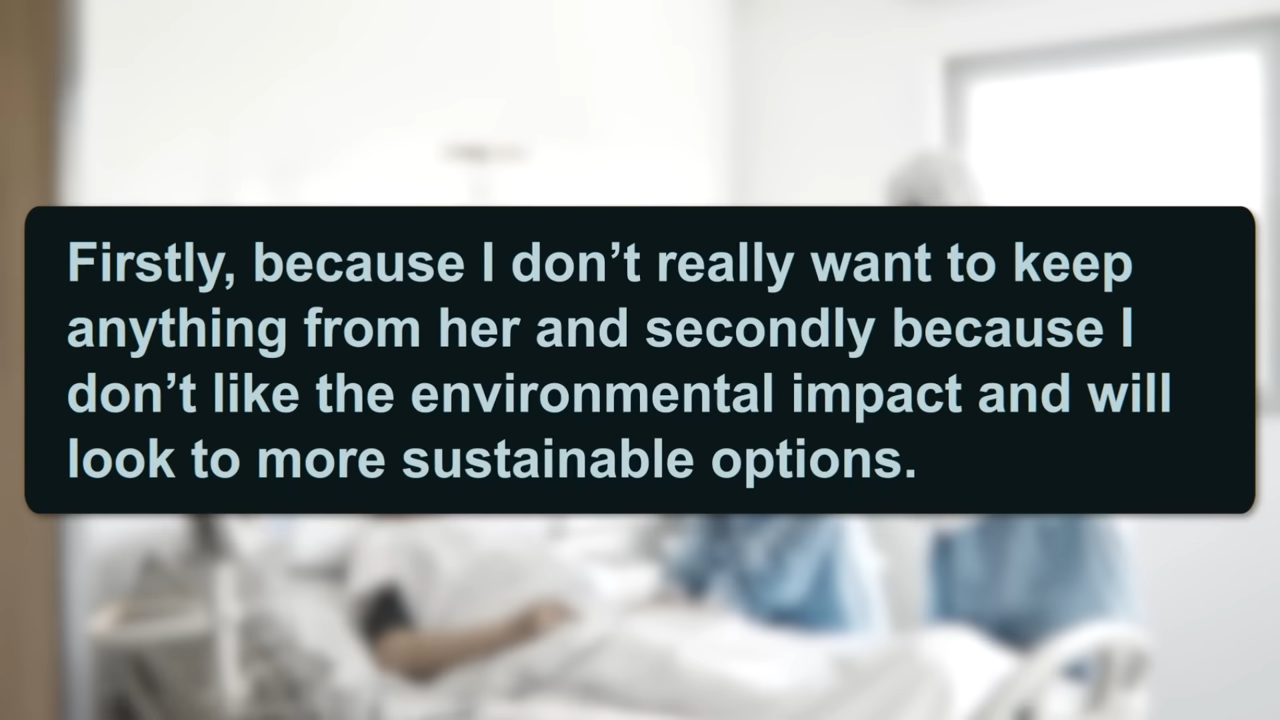 Firstly, because I don’t really want to keep
anything from her and secondly because I
don’t like the environmental impact and will
look to more sustainable options.